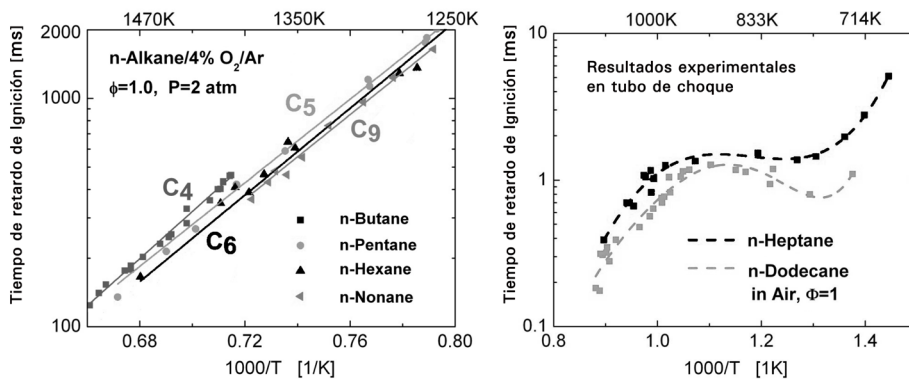 1470K 1350K 1250K
2000
1000
100
Tiempo de retardo de Ignición [ms]
n-Alkane/4% O₂/Ar
ϕ=1.0, P=2 atm
C₅
C₉
C₄
C₆
n-Butane
n-Pentane
n-Hexane
n-Nonane
0.68 0.72 0.76 0.80
1000/T [1/K]
1000K 833K 714K
10
1
0.1
Tiempo de retardo de Ignición [ms]
Resultados experimentales
en tubo de choque
n-Heptane
n-Dodecane
in Air, Φ=1
0.8 1.0 1.2 1.4
1000/T [1K]